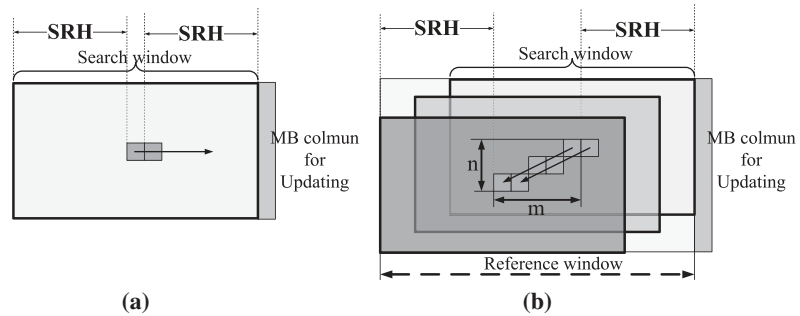 SRH
SRH
Search window
MB colmun
for
Updating
(a)
SRH
SRH
Search window
n
m
MB colmun
for
Updating
Reference window
(b)